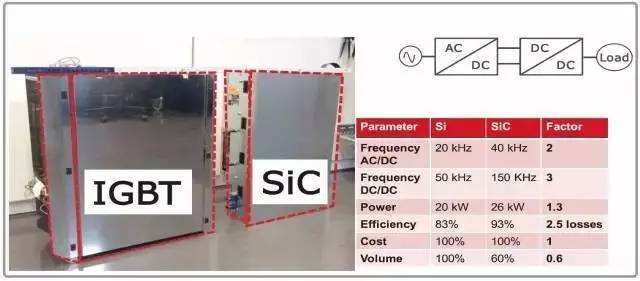 IGBT
SiC
AC
DC
DC
DC
Load
Parameter Si SiC Factor
Frequency AC/DC 20 kHz 40 kHz 2
Frequency DC/DC 50 kHz 150 KHz 3
Power 20 kW 26 kW 1.3
Efficiency 83% 93% 2.5 losses
Cost 100% 100% 1
Volume 100% 60% 0.6